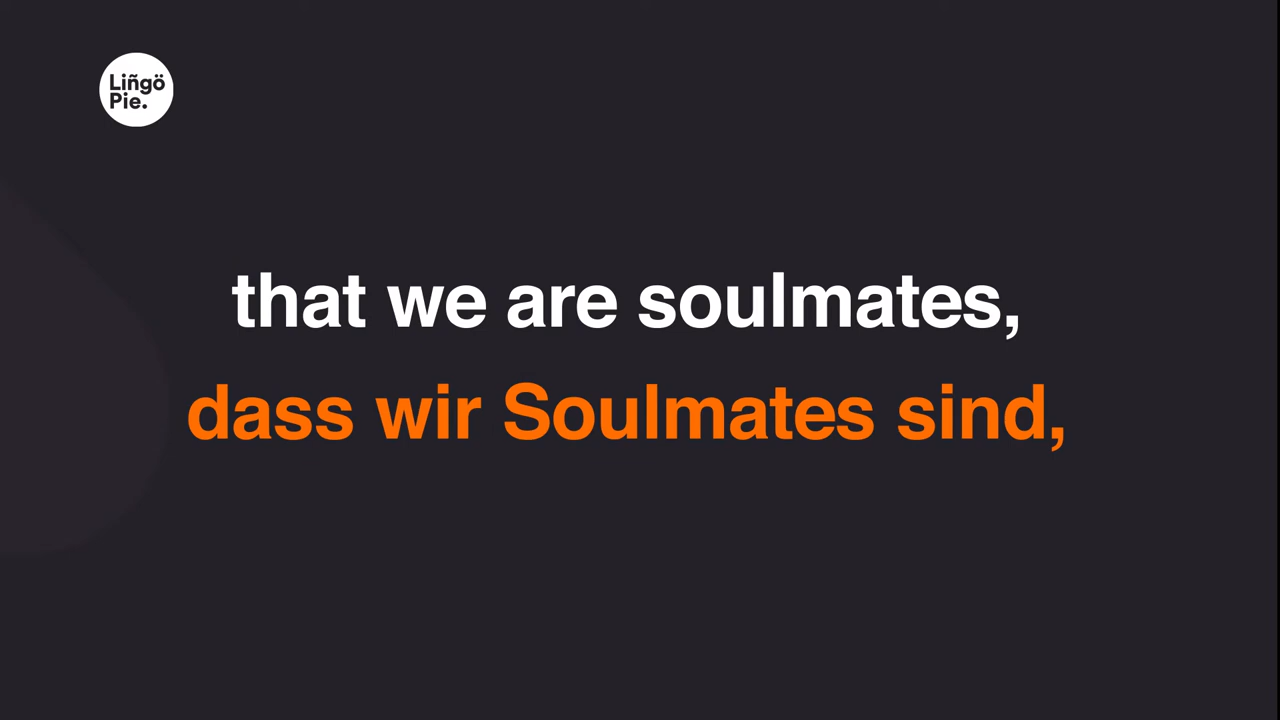 Liñgö
Pie.
that we are soulmates,
dass wir Soulmates sind,